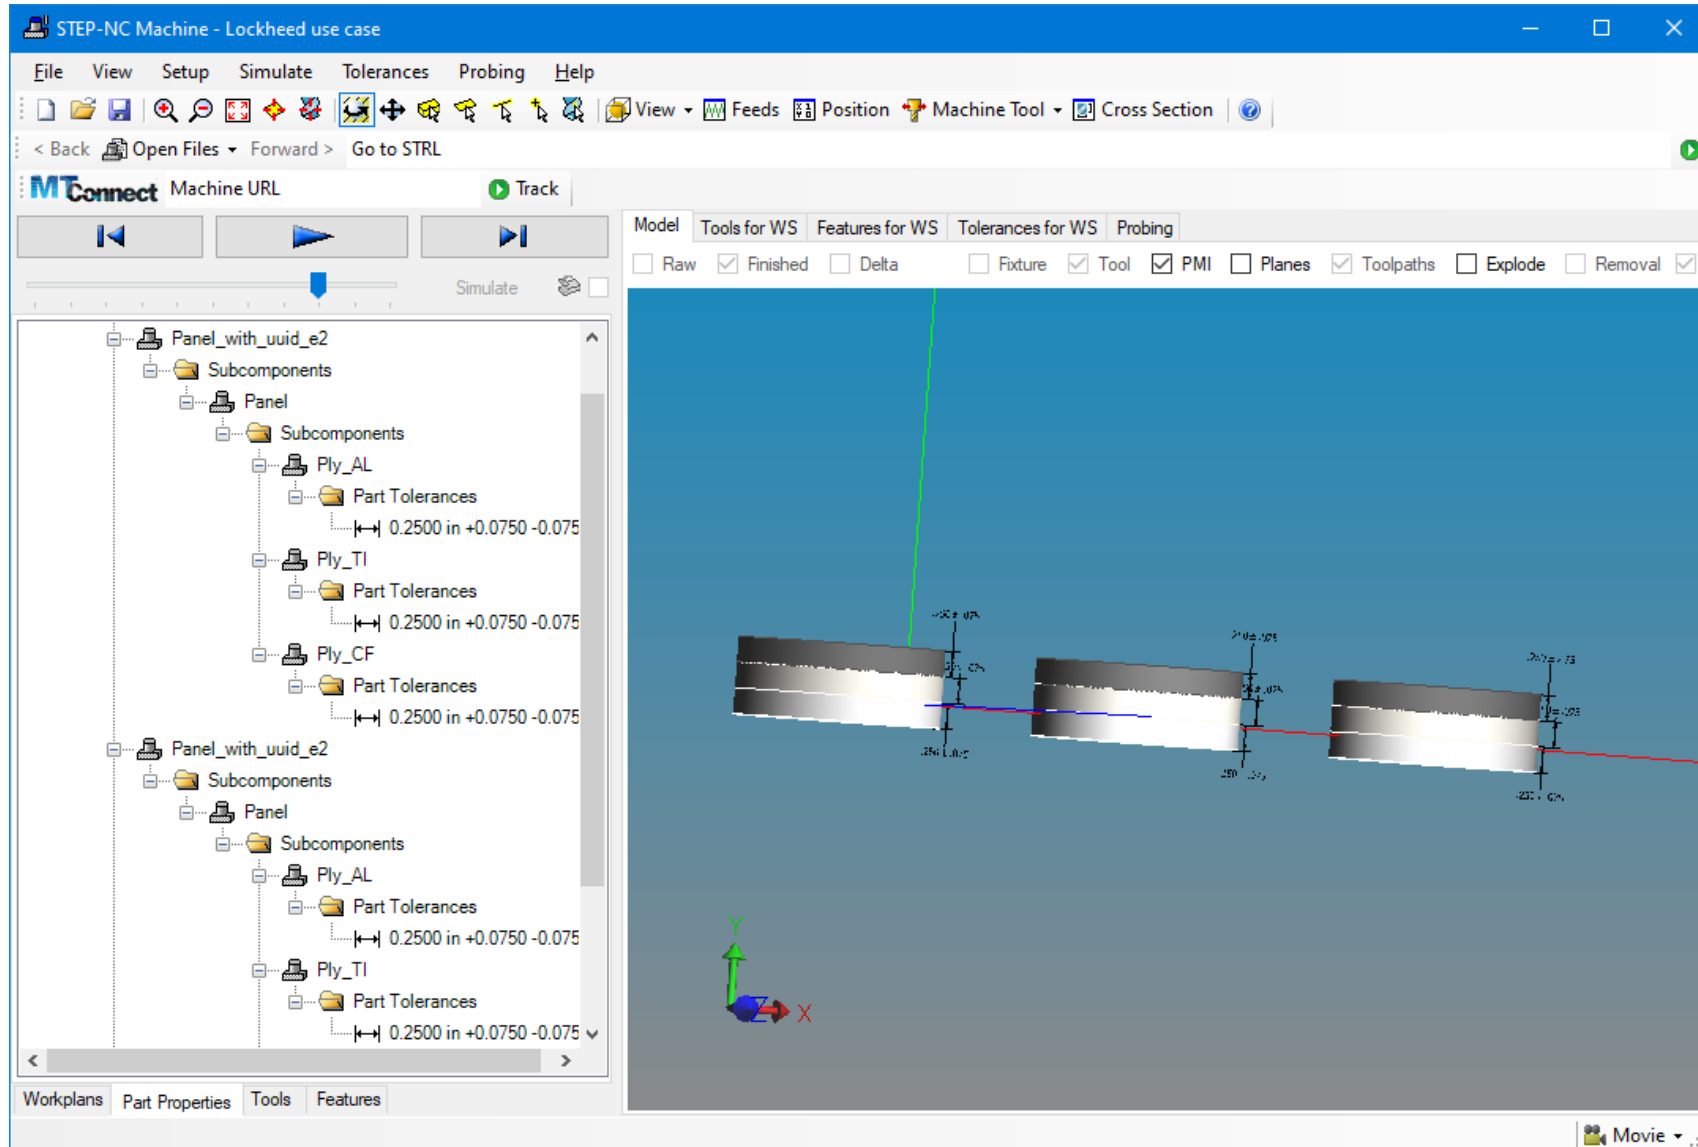 STEP-NC Machine - Lockheed use case
File View Setup Simulate Tolerances Probing Help
View Feeds Position Machine Tool Cross Section
< Back Open Files Forward > Go to STRL
MTConnect Machine URL Track
Model Tools for WS Features for WS Tolerances for WS Probing
Raw Finished Delta Fixture Tool PMI Planes Toolpaths Explode Removal
Simulate
Panel_with_uuid_e2
Subcomponents
Panel
Subcomponents
Ply_AL
Part Tolerances
0.2500 in +0.0750 -0.075
Ply_TI
Part Tolerances
0.2500 in +0.0750 -0.075
Ply_CF
Part Tolerances
0.2500 in +0.0750 -0.075
Panel_with_uuid_e2
Subcomponents
Panel
Subcomponents
Ply_AL
Part Tolerances
0.2500 in +0.0750 -0.075
Ply_TI
Part Tolerances
0.2500 in +0.0750 -0.075
Y
Z X
Workplans Part Properties Tools Features
Movie